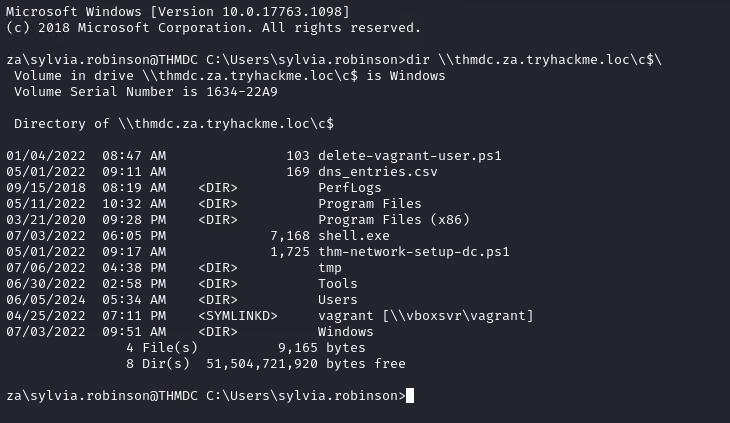 Microsoft Windows [Version 10.0.17763.1098]
(c) 2018 Microsoft Corporation. All rights reserved.

za\sylvia.robinson@THMDC C:\Users\sylvia.robinson>dir \\thmdc.za.tryhackme.loc\c$\
 Volume in drive \\thmdc.za.tryhackme.loc\c$ is Windows
 Volume Serial Number is 1634-22A9

 Directory of \\thmdc.za.tryhackme.loc\c$

01/04/2022  08:47 AM               103 delete-vagrant-user.ps1
05/01/2022  09:11 AM               169 dns_entries.csv
09/15/2018  08:19 AM    <DIR>          PerfLogs
05/11/2022  10:32 AM    <DIR>          Program Files
03/21/2020  09:28 PM    <DIR>          Program Files (x86)
07/03/2022  06:05 PM             7,168 shell.exe
05/01/2022  09:17 AM             1,725 thm-network-setup-dc.ps1
07/06/2022  04:38 PM    <DIR>          tmp
06/30/2022  02:58 PM    <DIR>          Tools
06/05/2024  05:34 AM    <DIR>          Users
04/25/2022  07:11 PM    <SYMLINKD>     vagrant [\\vboxsvr\vagrant]
07/03/2022  09:51 AM    <DIR>          Windows
               4 File(s)          9,165 bytes
               8 Dir(s)  51,504,721,920 bytes free

za\sylvia.robinson@THMDC C:\Users\sylvia.robinson>